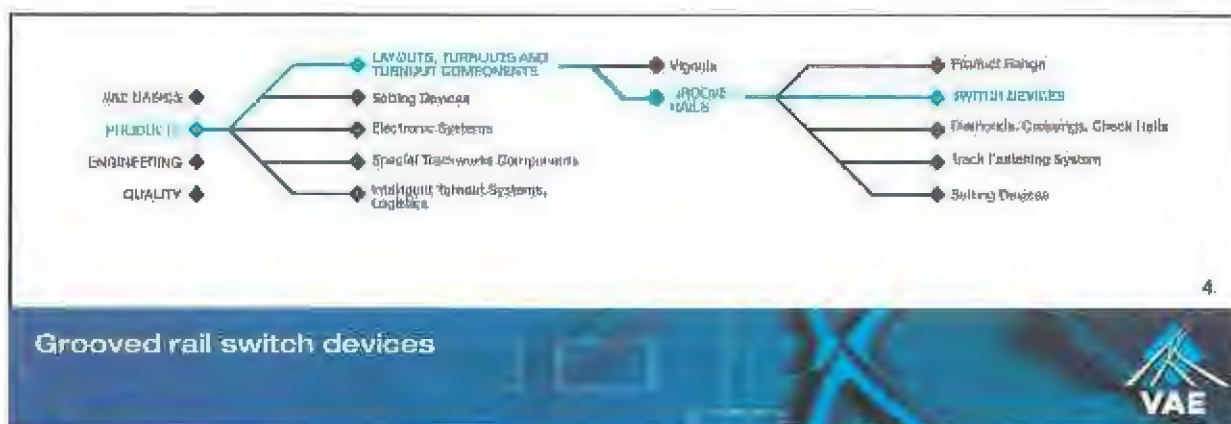 VAE BASICS
PRODUCTS
ENGINEERING
QUALITY
LAYOUTS, TURNOUTS AND
TURNOUT COMPONENTS
Setting Devices
Electronic Systems
Special Trackworks Components
Intelligent Turnout Systems,
Logistics
Vignole
GROOVE
RAILS
Product Range
SWITCH DEVICES
Diamonds, Crossings, Check Rails
Track Fastening System
Setting Devices
4.
Grooved rail switch devices
VAE